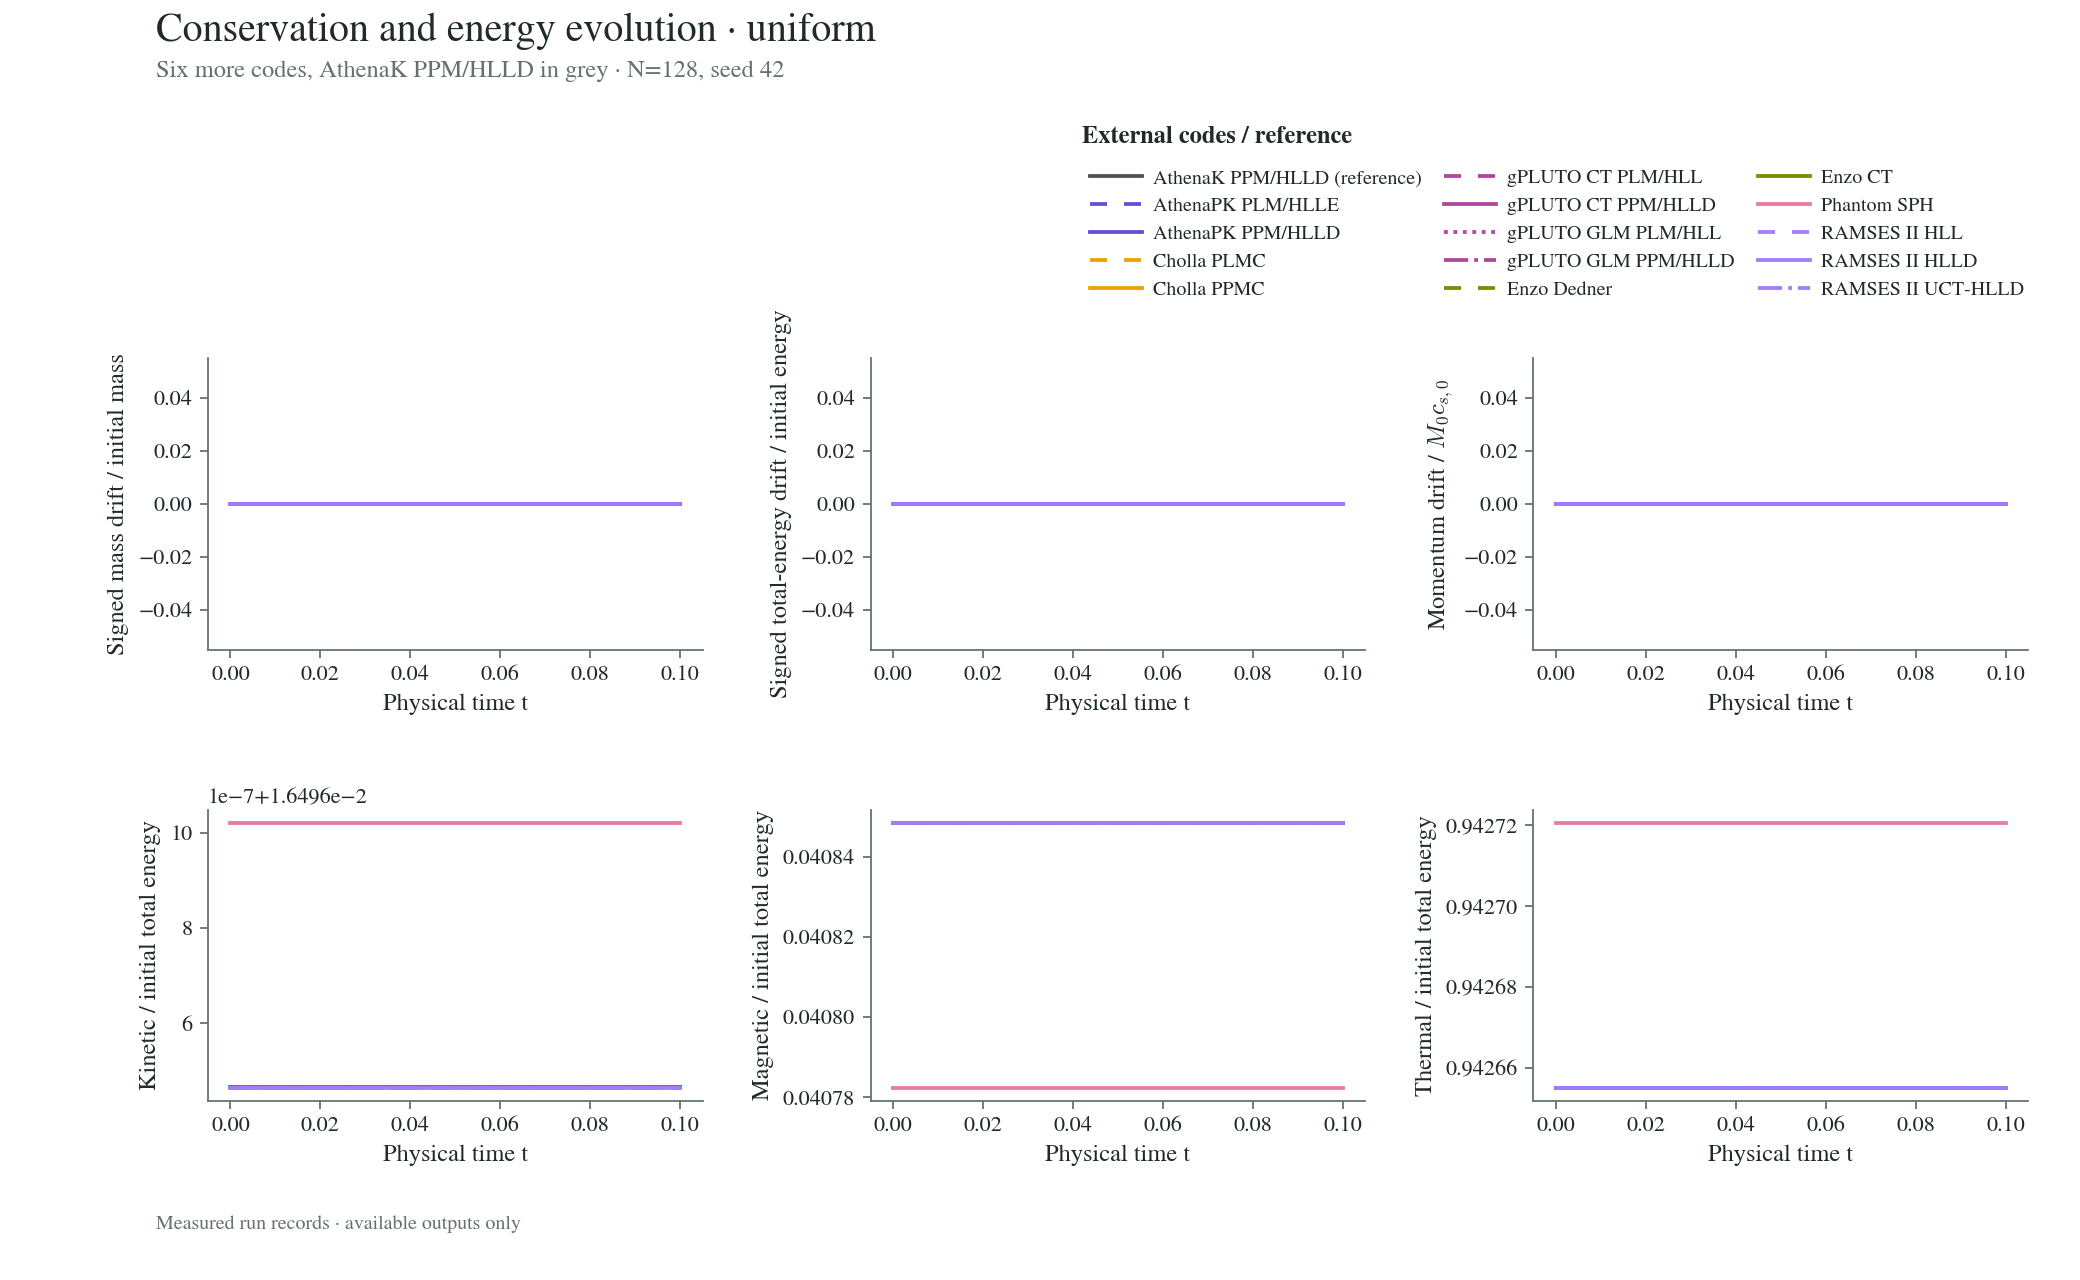 Conservation and energy evolution · uniform
Six more codes, AthenaK PPM/HLLD in grey · N=128, seed 42
External codes / reference
AthenaK PPM/HLLD (reference)
AthenaPK PLM/HLLE
AthenaPK PPM/HLLD
Cholla PLMC
Cholla PPMC
gPLUTO CT PLM/HLL
gPLUTO CT PPM/HLLD
gPLUTO GLM PLM/HLL
gPLUTO GLM PPM/HLLD
Enzo Dedner
Enzo CT
Phantom SPH
RAMSES II HLL
RAMSES II HLLD
RAMSES II UCT-HLLD
Signed mass drift / initial mass
0.04
0.02
0.00
−0.02
−0.04
0.00 0.02 0.04 0.06 0.08 0.10
Physical time t
Signed total-energy drift / initial energy
0.04
0.02
0.00
−0.02
−0.04
0.00 0.02 0.04 0.06 0.08 0.10
Physical time t
Momentum drift / M₀cₛ,₀
0.04
0.02
0.00
−0.02
−0.04
0.00 0.02 0.04 0.06 0.08 0.10
Physical time t
1e−7+1.6496e−2
Kinetic / initial total energy
10
8
6
0.00 0.02 0.04 0.06 0.08 0.10
Physical time t
Magnetic / initial total energy
0.04084
0.04082
0.04080
0.04078
0.00 0.02 0.04 0.06 0.08 0.10
Physical time t
Thermal / initial total energy
0.94272
0.94270
0.94268
0.94266
0.00 0.02 0.04 0.06 0.08 0.10
Physical time t
Measured run records · available outputs only